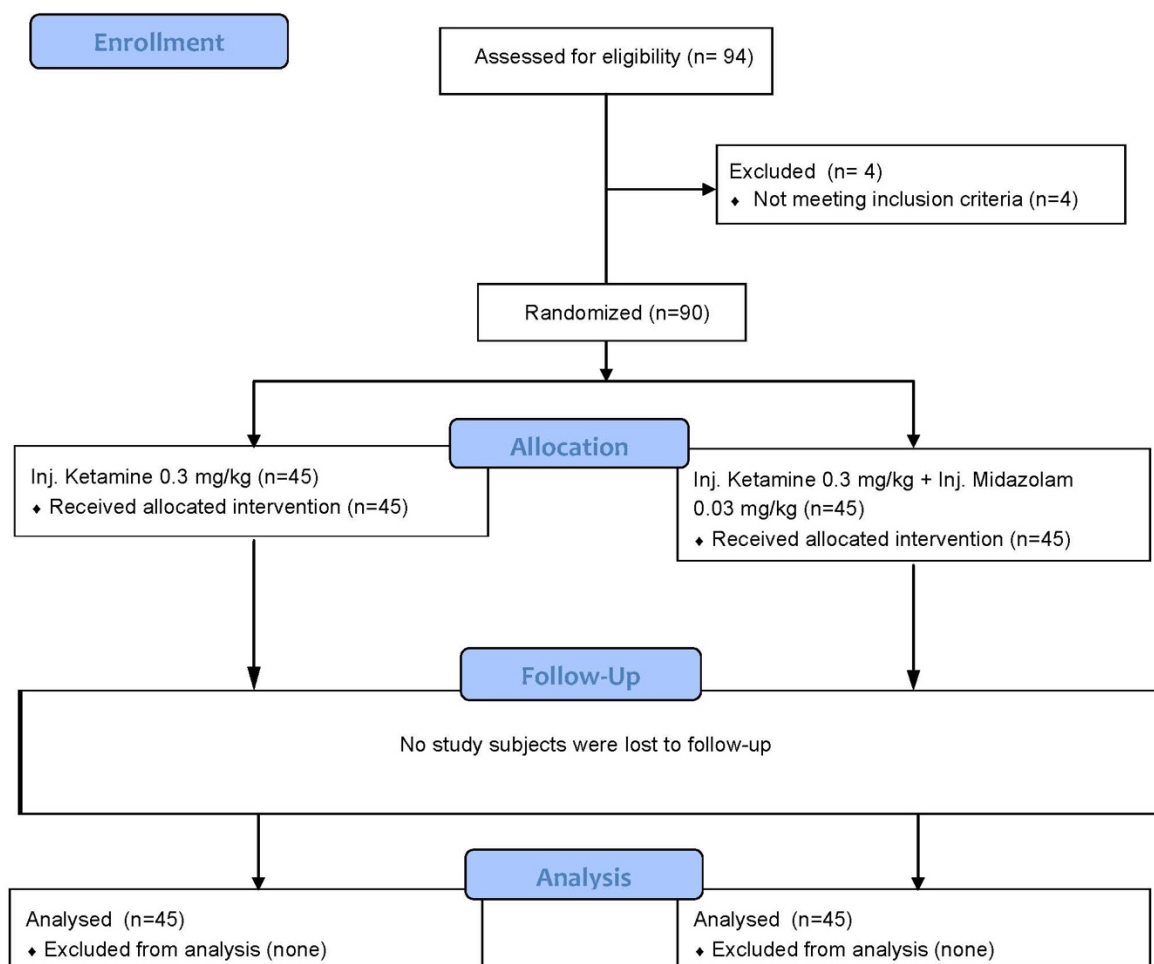 Enrollment
Assessed for eligibility (n= 94)
Excluded (n= 4)
♦ Not meeting inclusion criteria (n=4)
Randomized (n=90)
Allocation
Inj. Ketamine 0.3 mg/kg (n=45)
♦ Received allocated intervention (n=45)
Inj. Ketamine 0.3 mg/kg + Inj. Midazolam
0.03 mg/kg (n=45)
♦ Received allocated intervention (n=45)
Follow-Up
No study subjects were lost to follow-up
Analysis
Analysed (n=45)
♦ Excluded from analysis (none)
Analysed (n=45)
♦ Excluded from analysis (none)